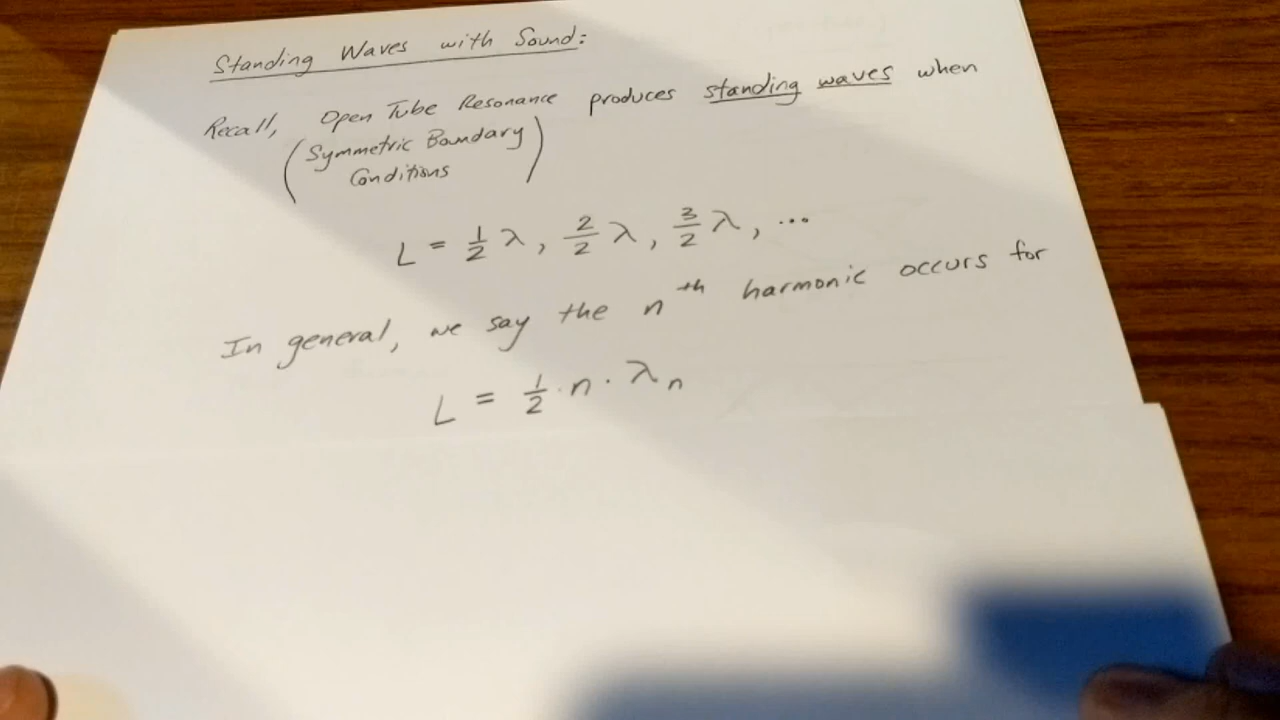 Standing Waves with Sound:
Recall, Open Tube Resonance produces standing waves when
(Symmetric Boundary
Conditions)
L = 1/2 λ, 2/2 λ, 3/2 λ, ...
In general, we say the nth harmonic occurs for
L = 1/2 · n · λn